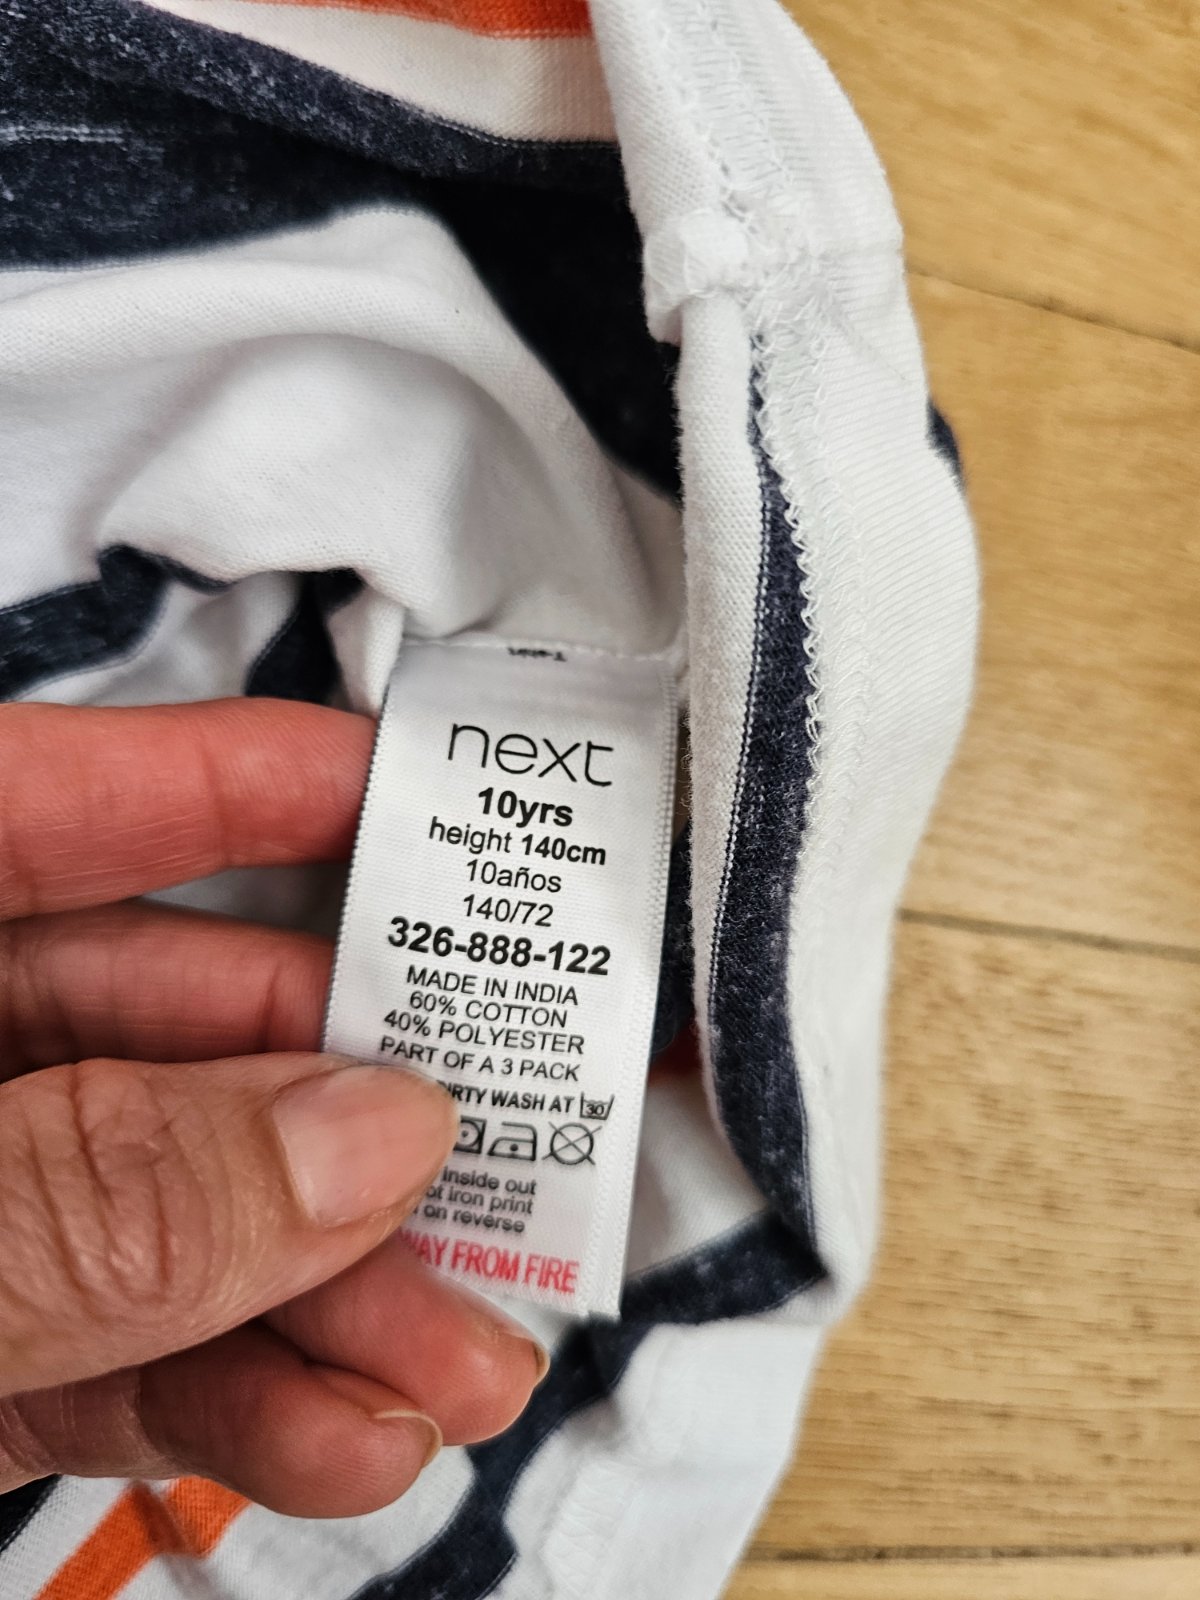 next
10yrs
height 140cm
10años
140/72
326-888-122
MADE IN INDIA
60% COTTON
40% POLYESTER
PART OF A 3 PACK
WASH AT 30
inside out
iron print
on reverse
FROM FIRE